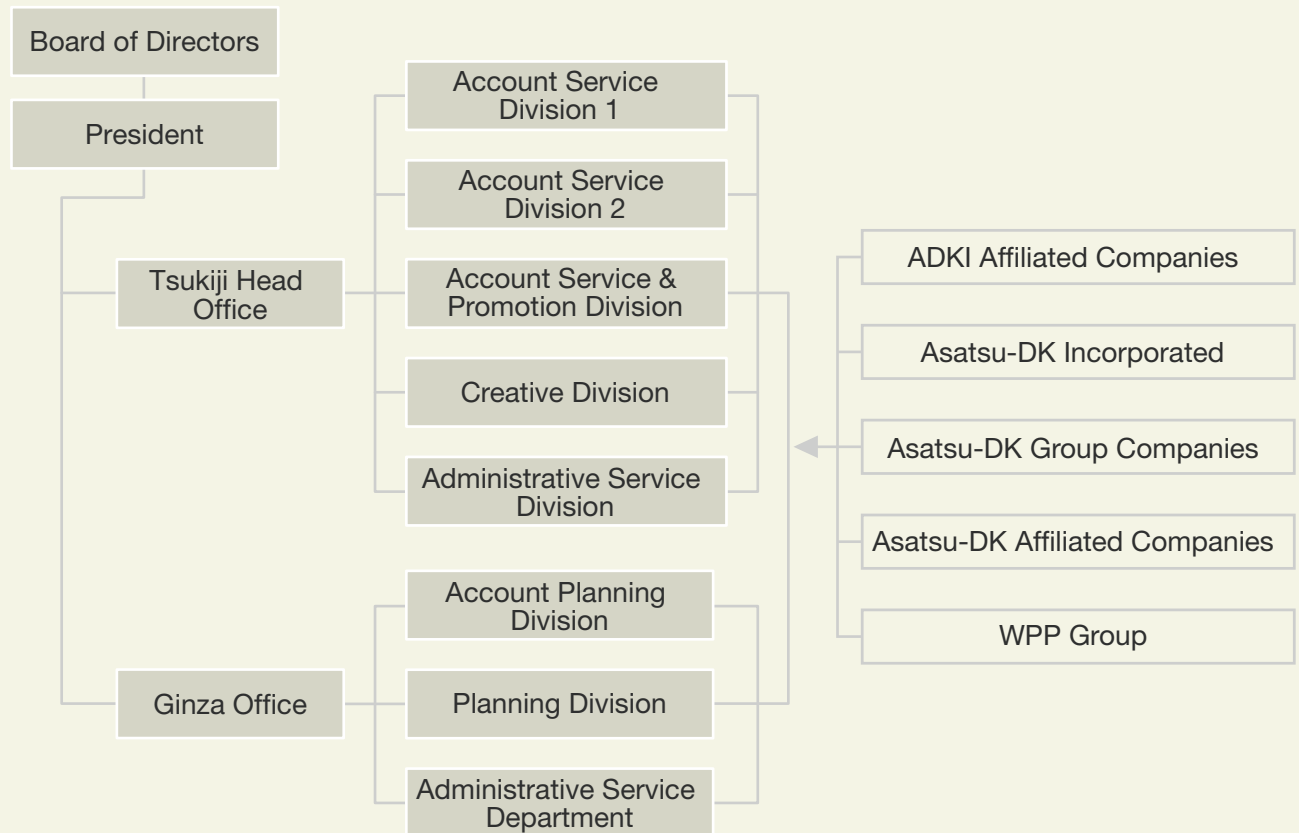 Board of Directors
President
Tsukiji Head
Office
Account Service
Division 1
Account Service
Division 2
Account Service &
Promotion Division
Creative Division
Administrative Service
Division
Ginza Office
Account Planning
Division
Planning Division
Administrative Service
Department
ADKI Affiliated Companies
Asatsu-DK Incorporated
Asatsu-DK Group Companies
Asatsu-DK Affiliated Companies
WPP Group